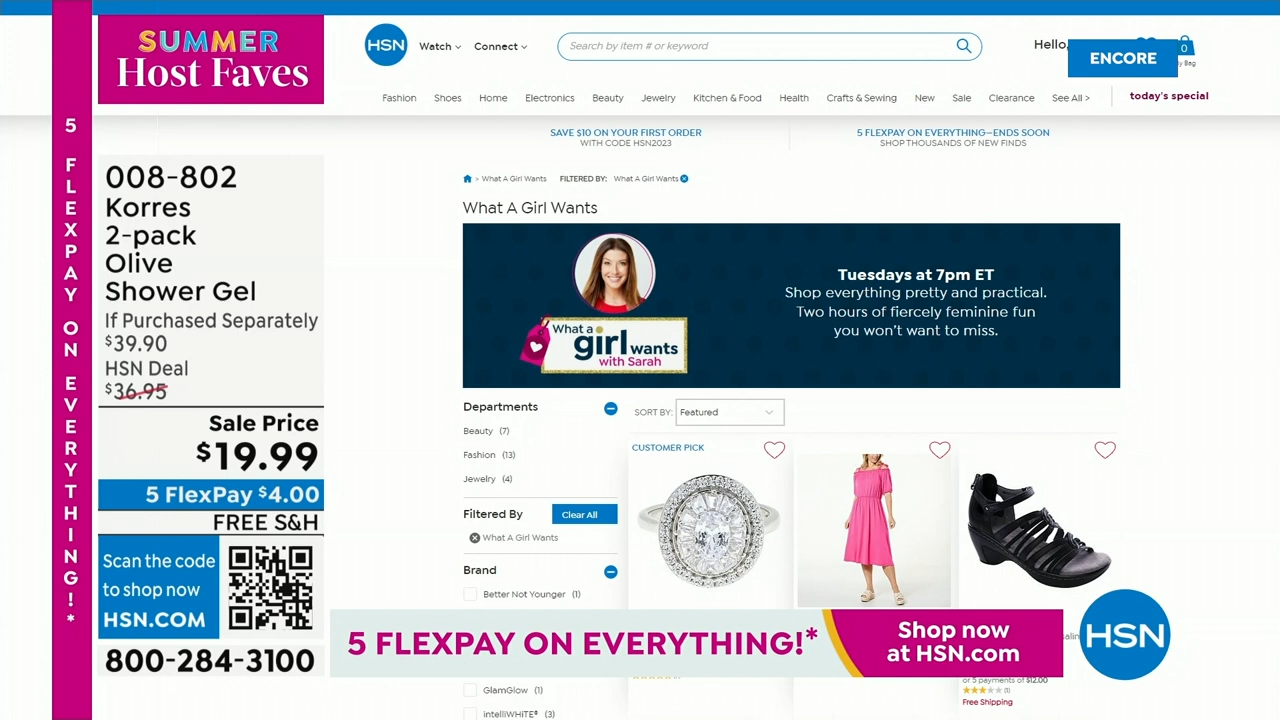 5 FLEXPAY ON EVERYTHING!*
SUMMER
Host Faves
008-802
Korres
2-pack
Olive
Shower Gel
If Purchased Separately
$39.90
HSN Deal
$36.95
Sale Price
$19.99
5 FlexPay $4.00
FREE S&H
Scan the code
to shop now
HSN.COM
800-284-3100
HSN
Watch
Connect
Search by item # or keyword
Hello,
0
ENCORE
Bag
Fashion Shoes Home Electronics Beauty Jewelry Kitchen & Food Health Crafts & Sewing New Sale Clearance See All > today's special
SAVE $10 ON YOUR FIRST ORDER
WITH CODE HSN2023
5 FLEXPAY ON EVERYTHING—ENDS SOON
SHOP THOUSANDS OF NEW FINDS
> What A Girl Wants FILTERED BY: What A Girl Wants
What A Girl Wants
What a
girl wants
with Sarah
Tuesdays at 7pm ET
Shop everything pretty and practical.
Two hours of fiercely feminine fun
you won't want to miss.
Departments
Beauty (7)
Fashion (13)
Jewelry (4)
Filtered By Clear All
What A Girl Wants
Brand
Better Not Younger (1)
GlamGlow (1)
intelliWHiTE® (3)
SORT BY: Featured
CUSTOMER PICK
5 FLEXPAY ON EVERYTHING!*
Shop now
at HSN.com
HSN
or 5 payments of $12.00
(1)
Free Shipping